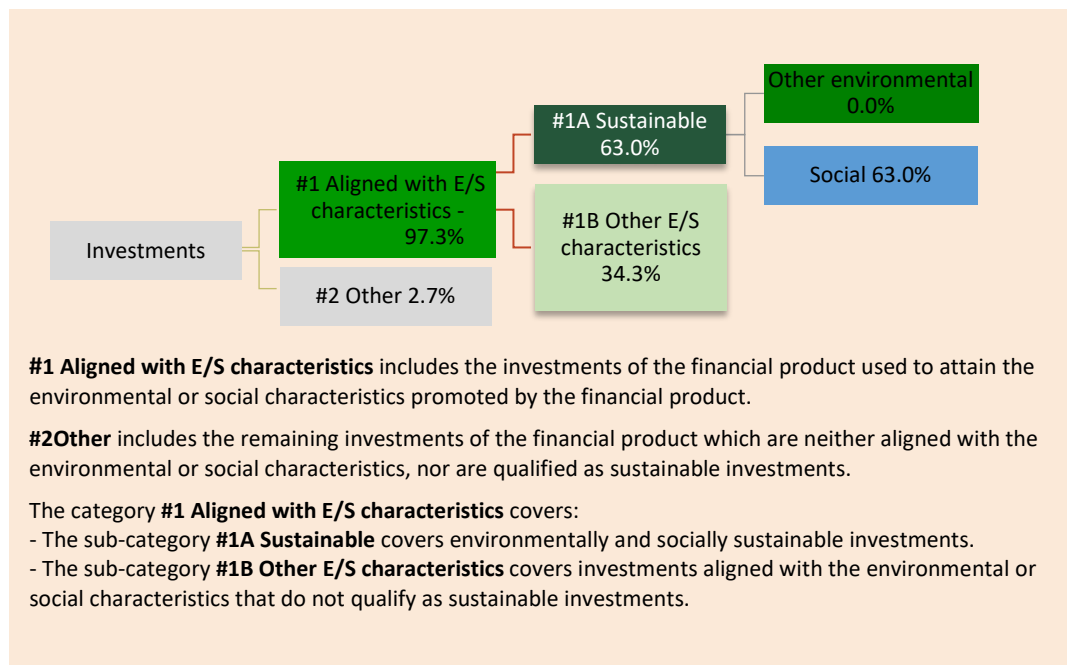 Other environmental
0.0%
#1A Sustainable
63.0%
Social 63.0%
#1 Aligned with E/S
characteristics -
97.3%
#1B Other E/S
characteristics
34.3%
Investments
#2 Other 2.7%
#1 Aligned with E/S characteristics includes the investments of the financial product used to attain the
environmental or social characteristics promoted by the financial product.
#2Other includes the remaining investments of the financial product which are neither aligned with the
environmental or social characteristics, nor are qualified as sustainable investments.
The category #1 Aligned with E/S characteristics covers:
- The sub-category #1A Sustainable covers environmentally and socially sustainable investments.
- The sub-category #1B Other E/S characteristics covers investments aligned with the environmental or
social characteristics that do not qualify as sustainable investments.